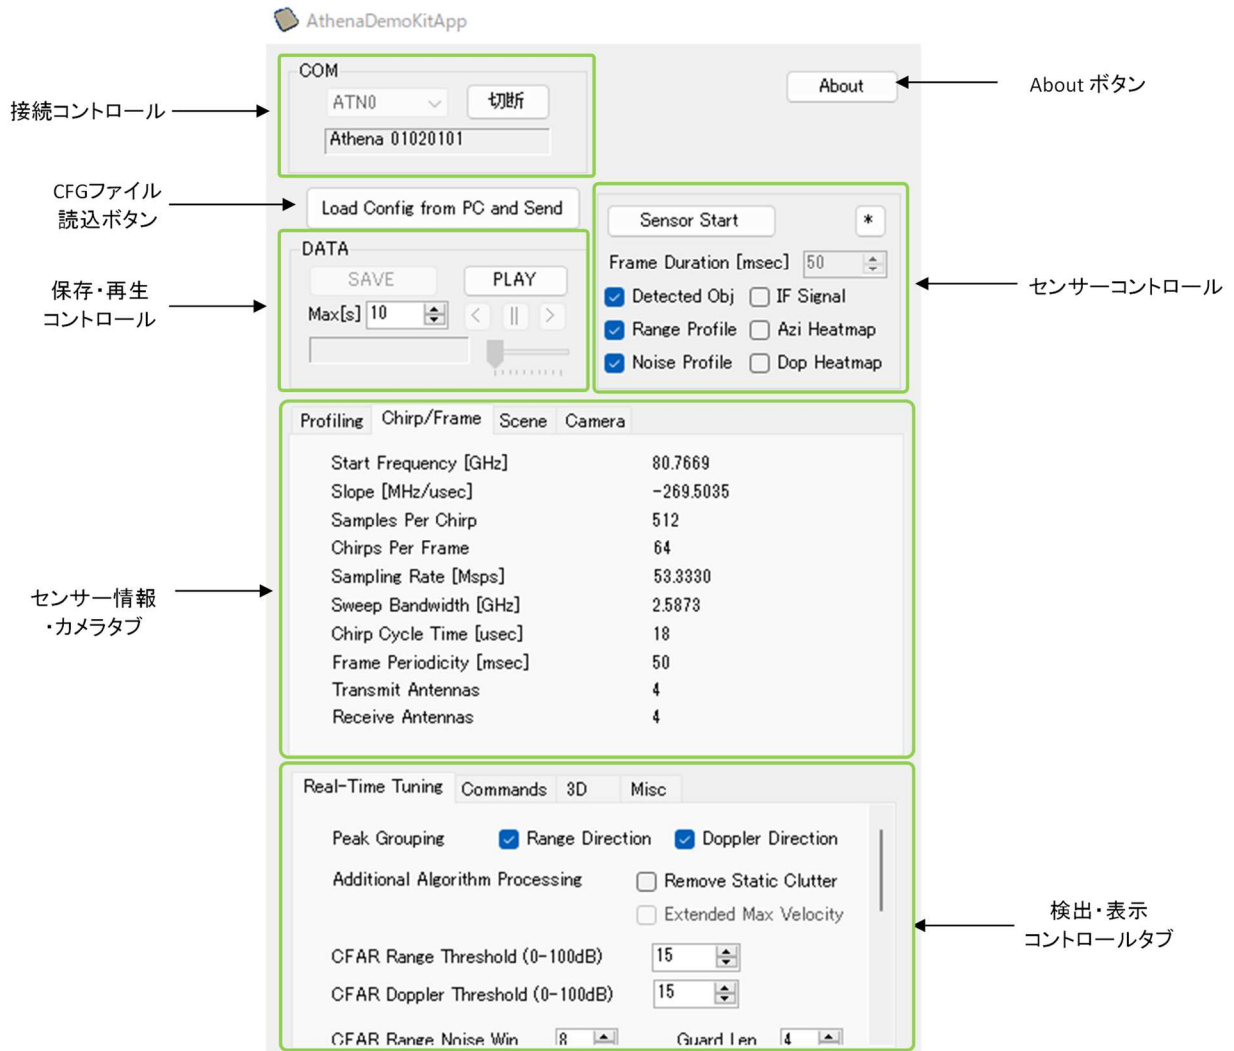 AthenaDemoKitApp
COM
ATN0 切断
Athena 01020101
About
接続コントロール
About ボタン
CFGファイル
読込ボタン
Load Config from PC and Send
Sensor Start *
Frame Duration [msec] 50
Detected Obj IF Signal
Range Profile Azi Heatmap
Noise Profile Dop Heatmap
センサーコントロール
DATA
SAVE PLAY
Max[s] 10 < || >
保存・再生
コントロール
Profiling Chirp/Frame Scene Camera
Start Frequency [GHz] 80.7669
Slope [MHz/usec] -269.5035
Samples Per Chirp 512
Chirps Per Frame 64
Sampling Rate [Msps] 53.3330
Sweep Bandwidth [GHz] 2.5873
Chirp Cycle Time [usec] 18
Frame Periodicity [msec] 50
Transmit Antennas 4
Receive Antennas 4
センサー情報
・カメラタブ
Real-Time Tuning Commands 3D Misc
Peak Grouping Range Direction Doppler Direction
Additional Algorithm Processing Remove Static Clutter
Extended Max Velocity
CFAR Range Threshold (0-100dB) 15
CFAR Doppler Threshold (0-100dB) 15
CFAR Range Noise Win 8 Guard Len 4
検出・表示
コントロールタブ